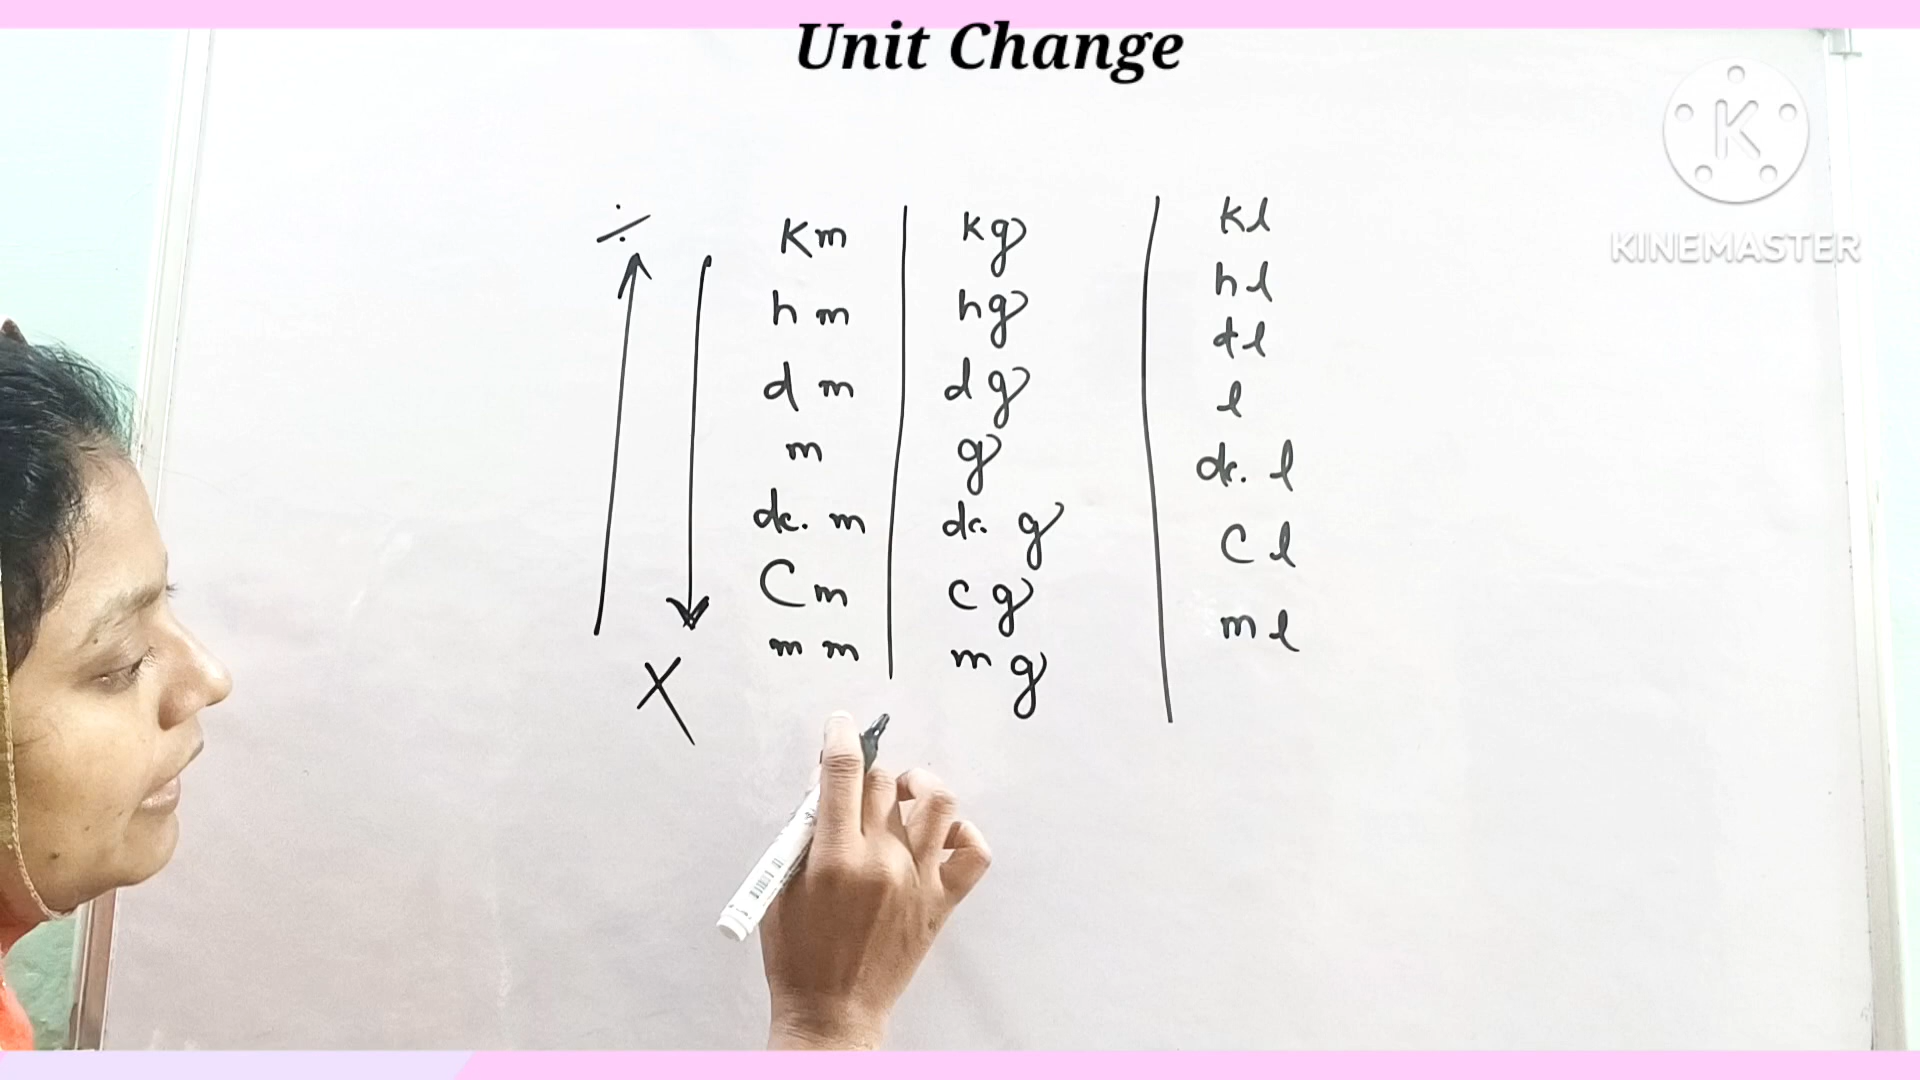 Unit Change
K
KINEMASTER
÷
Km | kg | kl
hm | hg | hl
dm | dg | dl
m | g | l
dc. m | dc. g | dc. l
Cm | cg | cl
mm | mg | ml
X